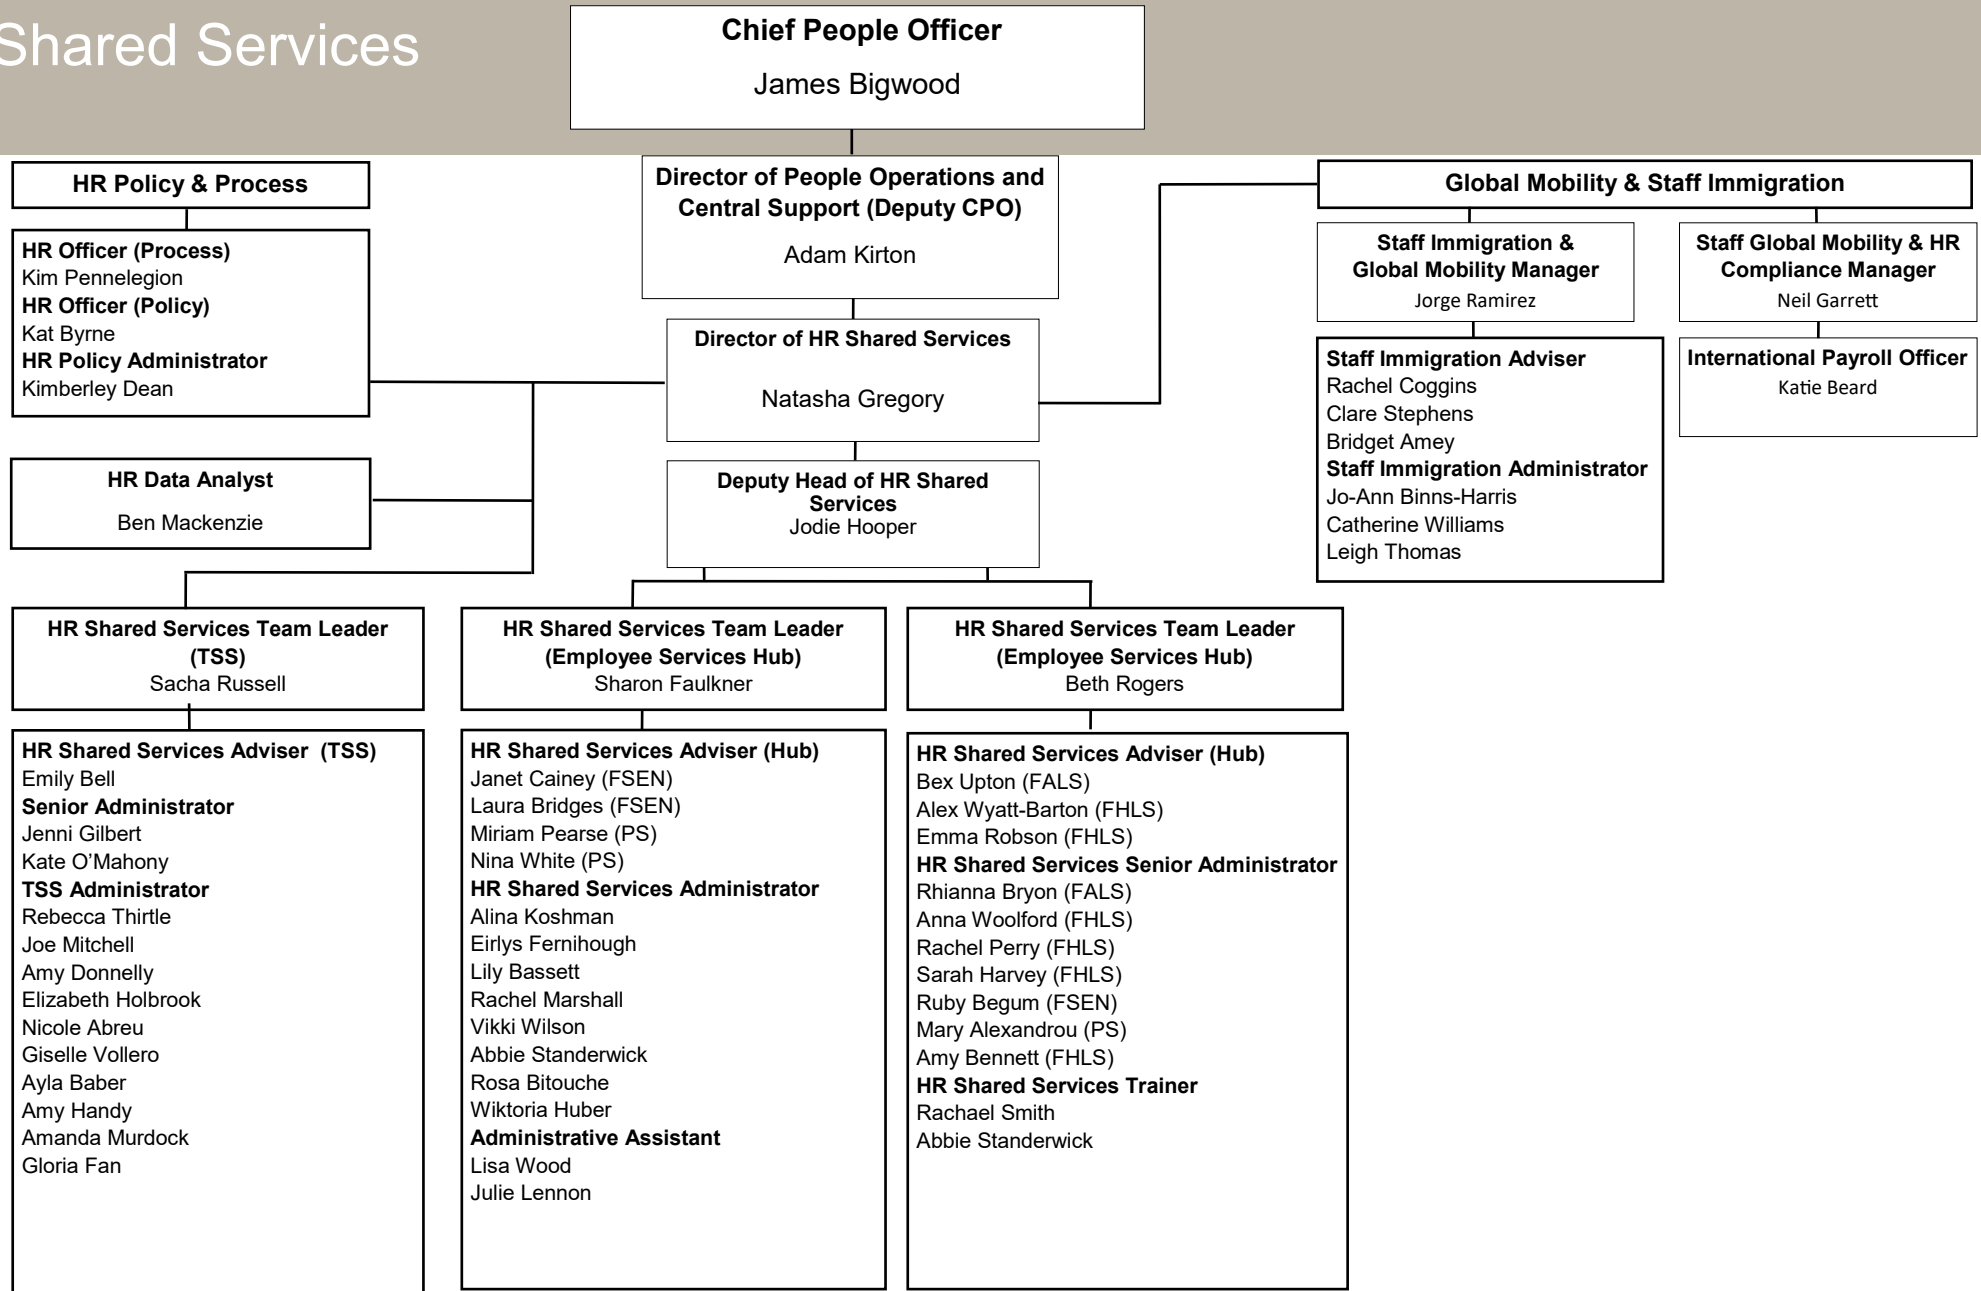 Shared Services
Chief People Officer
James Bigwood
HR Policy & Process
HR Officer (Process)
Kim Pennelegion
HR Officer (Policy)
Kat Byrne
HR Policy Administrator
Kimberley Dean
HR Data Analyst
Ben Mackenzie
Director of People Operations and
Central Support (Deputy CPO)
Adam Kirton
Director of HR Shared Services
Natasha Gregory
Deputy Head of HR Shared
Services
Jodie Hooper
Global Mobility & Staff Immigration
Staff Immigration &
Global Mobility Manager
Jorge Ramirez
Staff Immigration Adviser
Rachel Coggins
Clare Stephens
Bridget Amey
Staff Immigration Administrator
Jo-Ann Binns-Harris
Catherine Williams
Leigh Thomas
Staff Global Mobility & HR
Compliance Manager
Neil Garrett
International Payroll Officer
Katie Beard
HR Shared Services Team Leader
(TSS)
Sacha Russell
HR Shared Services Adviser  (TSS)
Emily Bell
Senior Administrator
Jenni Gilbert
Kate O’Mahony
TSS Administrator
Rebecca Thirtle
Joe Mitchell
Amy Donnelly
Elizabeth Holbrook
Nicole Abreu
Giselle Vollero
Ayla Baber
Amy Handy
Amanda Murdock
Gloria Fan
HR Shared Services Team Leader
(Employee Services Hub)
Sharon Faulkner
HR Shared Services Adviser (Hub)
Janet Cainey (FSEN)
Laura Bridges (FSEN)
Miriam Pearse (PS)
Nina White (PS)
HR Shared Services Administrator
Alina Koshman
Eirlys Fernihough
Lily Bassett
Rachel Marshall
Vikki Wilson
Abbie Standerwick
Rosa Bitouche
Wiktoria Huber
Administrative Assistant
Lisa Wood
Julie Lennon
HR Shared Services Team Leader
(Employee Services Hub)
Beth Rogers
HR Shared Services Adviser (Hub)
Bex Upton (FALS)
Alex Wyatt-Barton (FHLS)
Emma Robson (FHLS)
HR Shared Services Senior Administrator
Rhianna Bryon (FALS)
Anna Woolford (FHLS)
Rachel Perry (FHLS)
Sarah Harvey (FHLS)
Ruby Begum (FSEN)
Mary Alexandrou (PS)
Amy Bennett (FHLS)
HR Shared Services Trainer
Rachael Smith
Abbie Standerwick